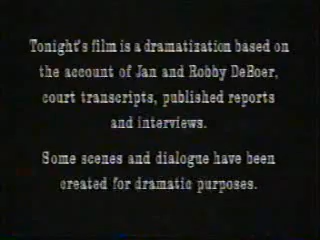 Tonight's film is a dramatization based on
the account of Jan and Robby DeBoer,
court transcripts, published reports
and interviews.
Some scenes and dialogue have been
created for dramatic purposes.